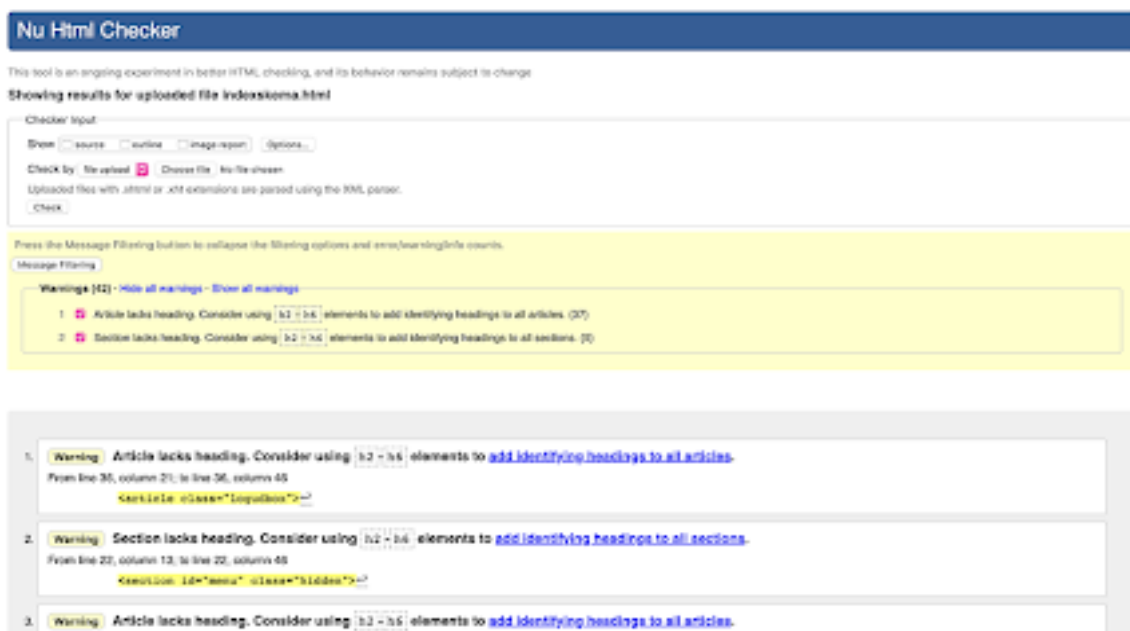 Nu Html Checker
This tool is an ongoing experiment in better HTML checking, and its behavior remains subject to change
Showing results for uploaded file indexskema.html
Checker Input
Show source outline image report Options...
Check by file upload Choose file No file chosen
Uploaded files with .xhtml or .xht extensions are parsed using the XML parser.
Check
Press the Message Filtering button to collapse the filtering options and error/warning/info counts.
Message Filtering
Warnings (42) · Hide all warnings · Show all warnings
1 Article lacks heading. Consider using h2 - h6 elements to add identifying headings to all articles. (37)
2 Section lacks heading. Consider using h2 - h6 elements to add identifying headings to all sections. (5)
1. Warning Article lacks heading. Consider using h2 - h6 elements to add identifying headings to all articles.
From line 36, column 21; to line 36, column
<article class=
2. Warning Section lacks heading. Consider using h2 - h6 elements to add identifying headings to all sections.
From line 22, column 13; to line 22, column
<section id="menu" class="hidden">↩
3. Warning Article lacks heading. Consider using h2 - h6 elements to add identifying headings to all articles.